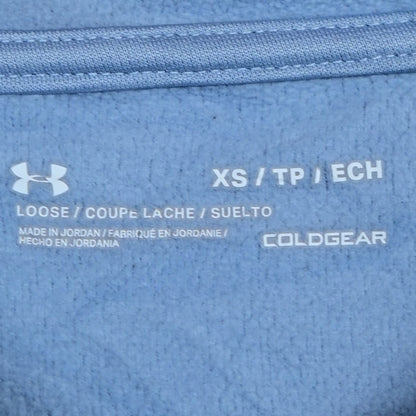 XS / TP / ECH
LOOSE / COUPE LACHE / SUELTO
MADE IN JORDAN / FABRIQUÉ EN JORDANIE /
HECHO EN JORDANIA
COLDGEAR